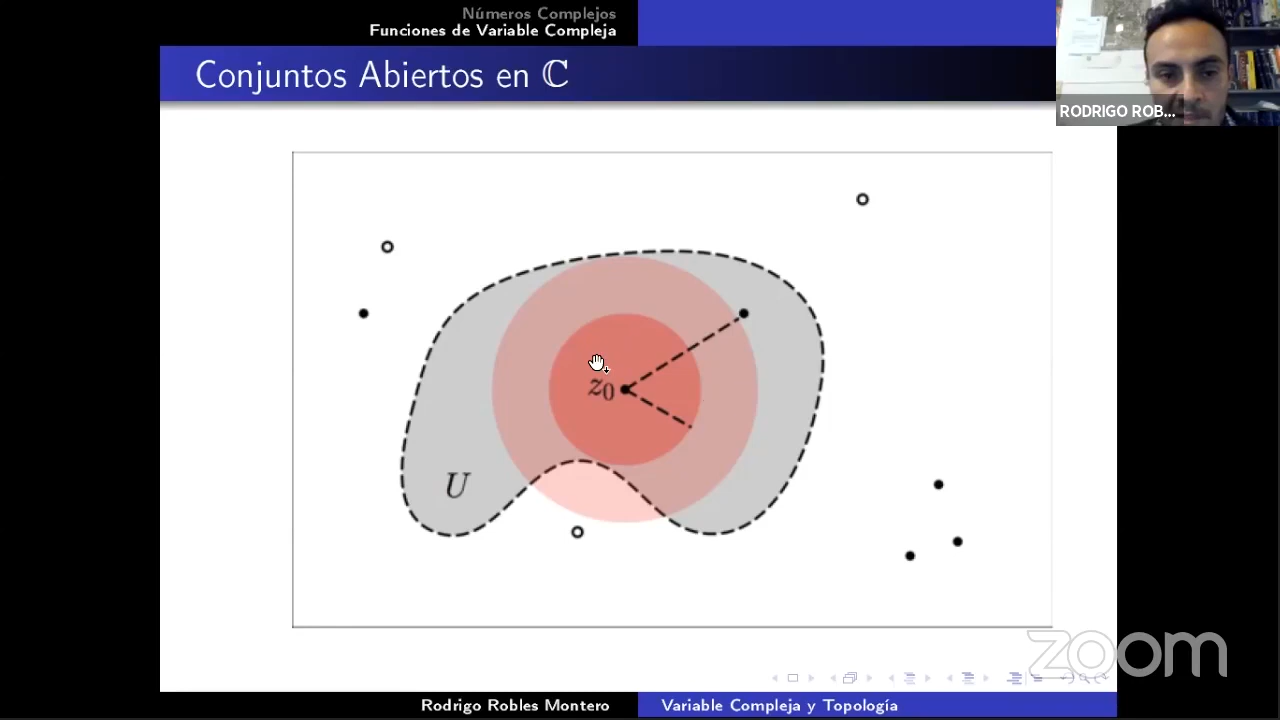 Números Complejos
Funciones de Variable Compleja
Conjuntos Abiertos en ℂ
RODRIGO ROB...
z₀
U
zoom
Rodrigo Robles Montero
Variable Compleja y Topología